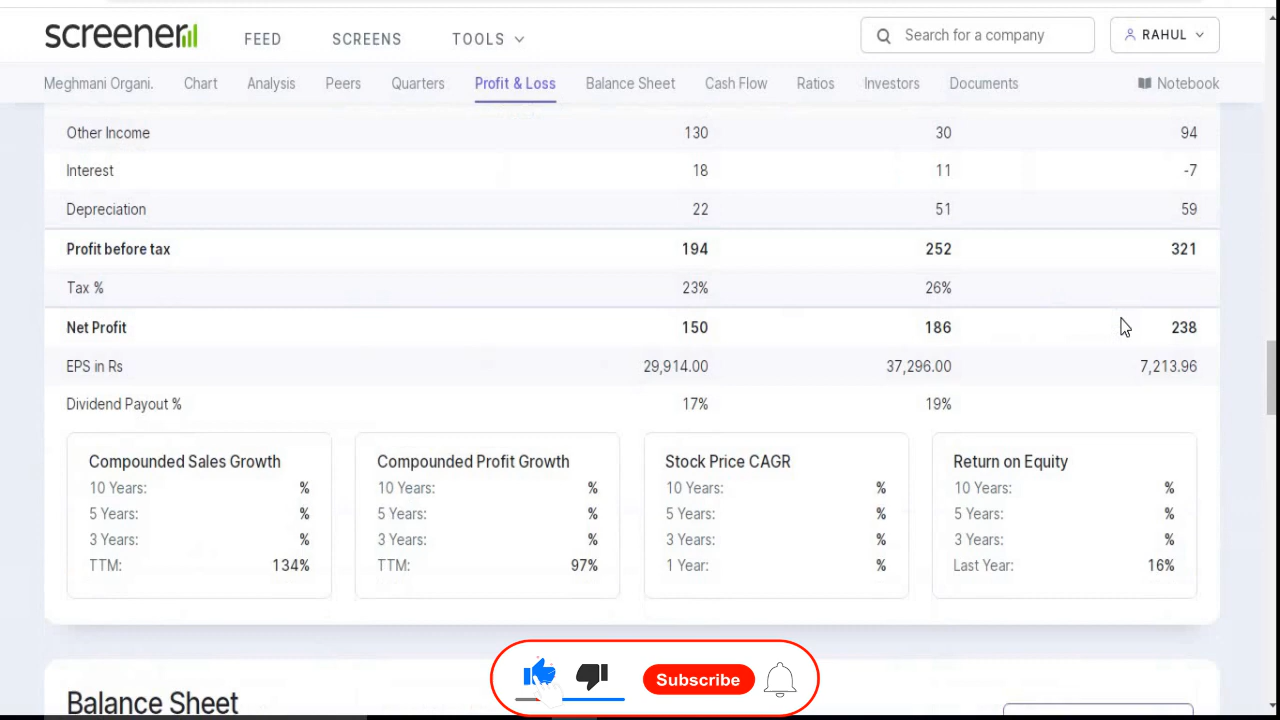 screener
FEED SCREENS TOOLS
Search for a company
RAHUL
Meghmani Organi. Chart Analysis Peers Quarters Profit & Loss Balance Sheet Cash Flow Ratios Investors Documents Notebook
Other Income 130 30 94
Interest 18 11 -7
Depreciation 22 51 59
Profit before tax 194 252 321
Tax % 23% 26%
Net Profit 150 186 238
EPS in Rs 29,914.00 37,296.00 7,213.96
Dividend Payout % 17% 19%
Compounded Sales Growth
10 Years: %
5 Years: %
3 Years: %
TTM: 134%
Compounded Profit Growth
10 Years: %
5 Years: %
3 Years: %
TTM: 97%
Stock Price CAGR
10 Years: %
5 Years: %
3 Years: %
1 Year: %
Return on Equity
10 Years: %
5 Years: %
3 Years: %
Last Year: 16%
Subscribe
Balance Sheet